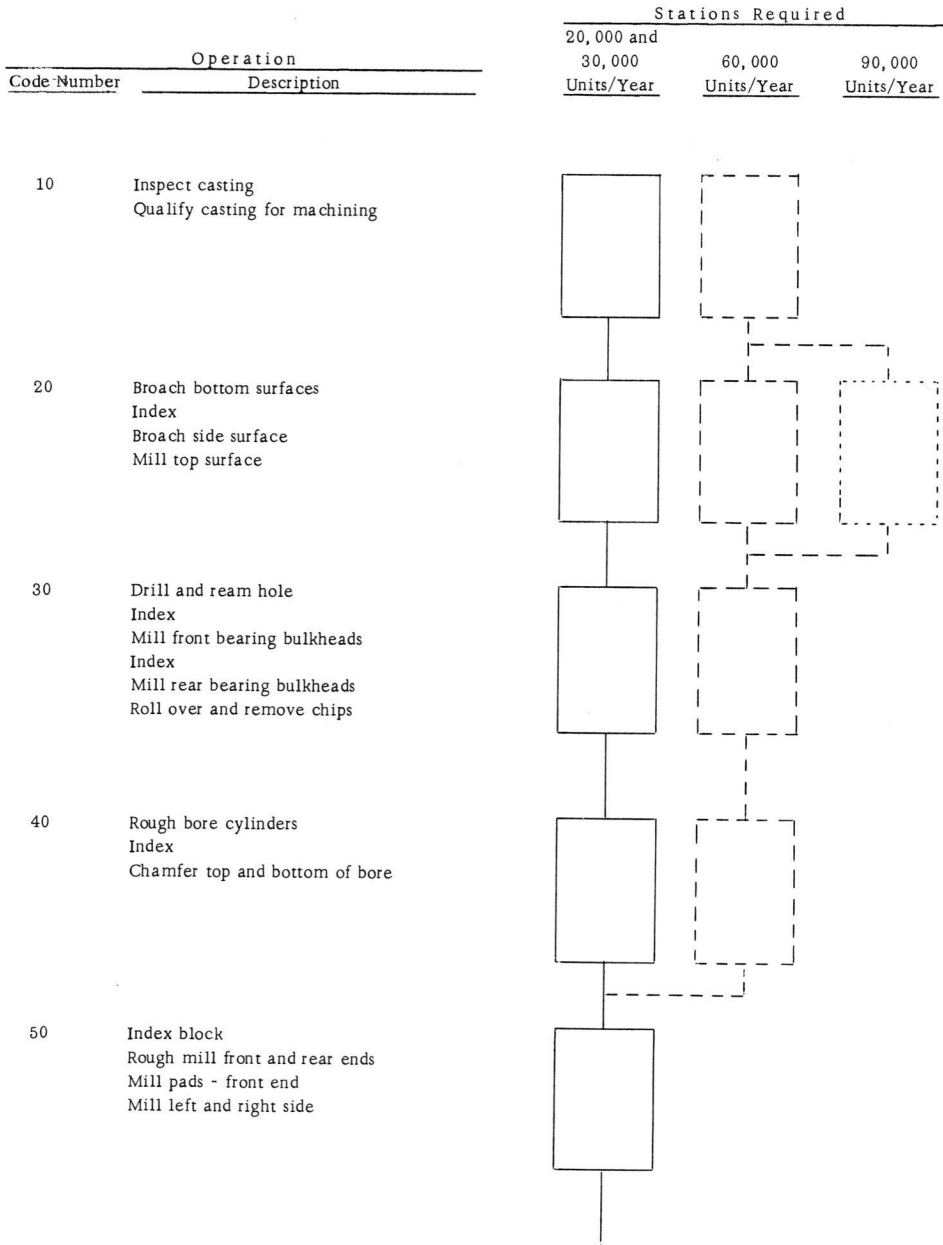 Stations Required
20,000 and
Operation 30,000 60,000 90,000
Code Number Description Units/Year Units/Year Units/Year
10 Inspect casting
Qualify casting for machining
20 Broach bottom surfaces
Index
Broach side surface
Mill top surface
30 Drill and ream hole
Index
Mill front bearing bulkheads
Index
Mill rear bearing bulkheads
Roll over and remove chips
40 Rough bore cylinders
Index
Chamfer top and bottom of bore
50 Index block
Rough mill front and rear ends
Mill pads - front end
Mill left and right side